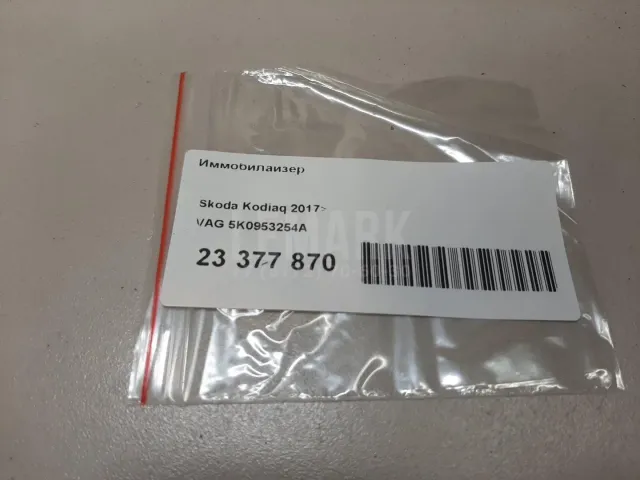 Иммобилайзер
Skoda Kodiaq 2017>
VAG 5K0953254A
23 377 870